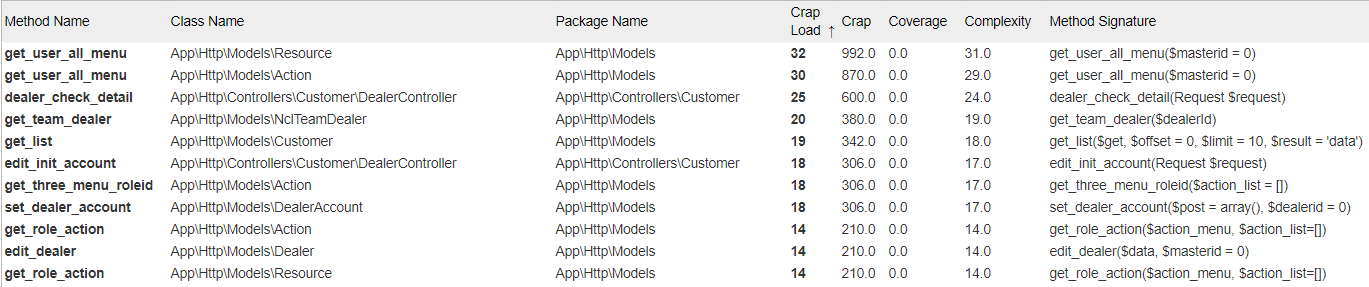 Method Name Class Name Package Name Crap Load ↑ Crap Coverage Complexity Method Signature
get_user_all_menu App\Http\Models\Resource App\Http\Models 32 992.0 0.0 31.0 get_user_all_menu($masterid = 0)
get_user_all_menu App\Http\Models\Action App\Http\Models 30 870.0 0.0 29.0 get_user_all_menu($masterid = 0)
dealer_check_detail App\Http\Controllers\Customer\DealerController App\Http\Controllers\Customer 25 600.0 0.0 24.0 dealer_check_detail(Request $request)
get_team_dealer App\Http\Models\NclTeamDealer App\Http\Models 20 380.0 0.0 19.0 get_team_dealer($dealerId)
get_list App\Http\Models\Customer App\Http\Models 19 342.0 0.0 18.0 get_list($get, $offset = 0, $limit = 10, $result = 'data')
edit_init_account App\Http\Controllers\Customer\DealerController App\Http\Controllers\Customer 18 306.0 0.0 17.0 edit_init_account(Request $request)
get_three_menu_roleid App\Http\Models\Action App\Http\Models 18 306.0 0.0 17.0 get_three_menu_roleid($action_list = [])
set_dealer_account App\Http\Models\DealerAccount App\Http\Models 18 306.0 0.0 17.0 set_dealer_account($post = array(), $dealerid = 0)
get_role_action App\Http\Models\Action App\Http\Models 14 210.0 0.0 14.0 get_role_action($action_menu, $action_list=[])
edit_dealer App\Http\Models\Dealer App\Http\Models 14 210.0 0.0 14.0 edit_dealer($data, $masterid = 0)
get_role_action App\Http\Models\Resource App\Http\Models 14 210.0 0.0 14.0 get_role_action($action_menu, $action_list=[])